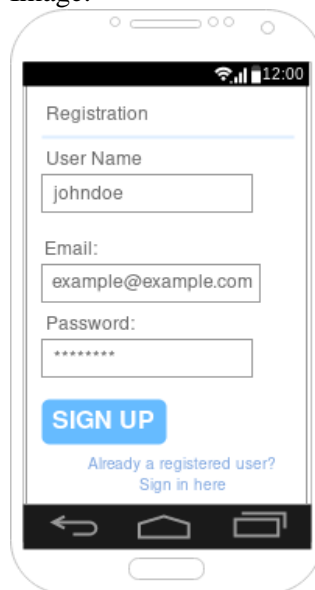 12:00
Registration
User Name
johndoe
Email:
example@example.com
Password:
********
SIGN UP
Already a registered user?
Sign in here